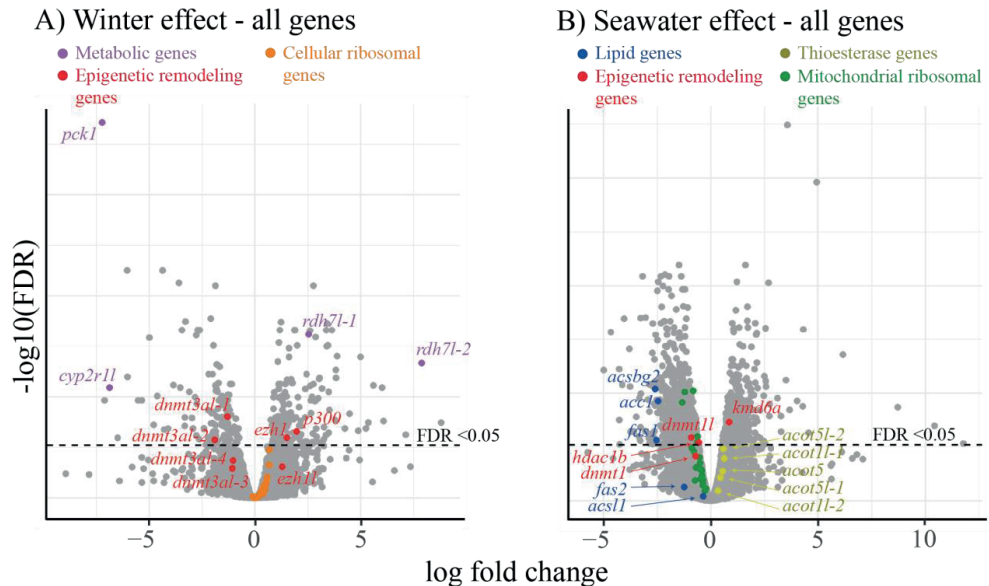 A) Winter effect - all genes
Metabolic genes
Cellular ribosomal
genes
Epigenetic remodeling
genes
B) Seawater effect - all genes
Lipid genes
Thioesterase genes
Epigenetic remodeling
genes
Mitochondrial ribosomal
genes
-log10(FDR)
pck1
rdh7l-1
rdh7l-2
cyp2r1l
dnmt3al-1
p300
ezh1
dnmt3al-2
FDR <0.05
dnmt3al-4
dnmt3al-3
ezh1l
−5
0
5
acsbg2
acc1
kmd6a
fas1
dnmt1l
acot5l-2
FDR <0.05
hdac1b
acot1l-1
dnmt1
acot5
fas2
acot5l-1
acsl1
acot1l-2
−5
0
5
10
log fold change